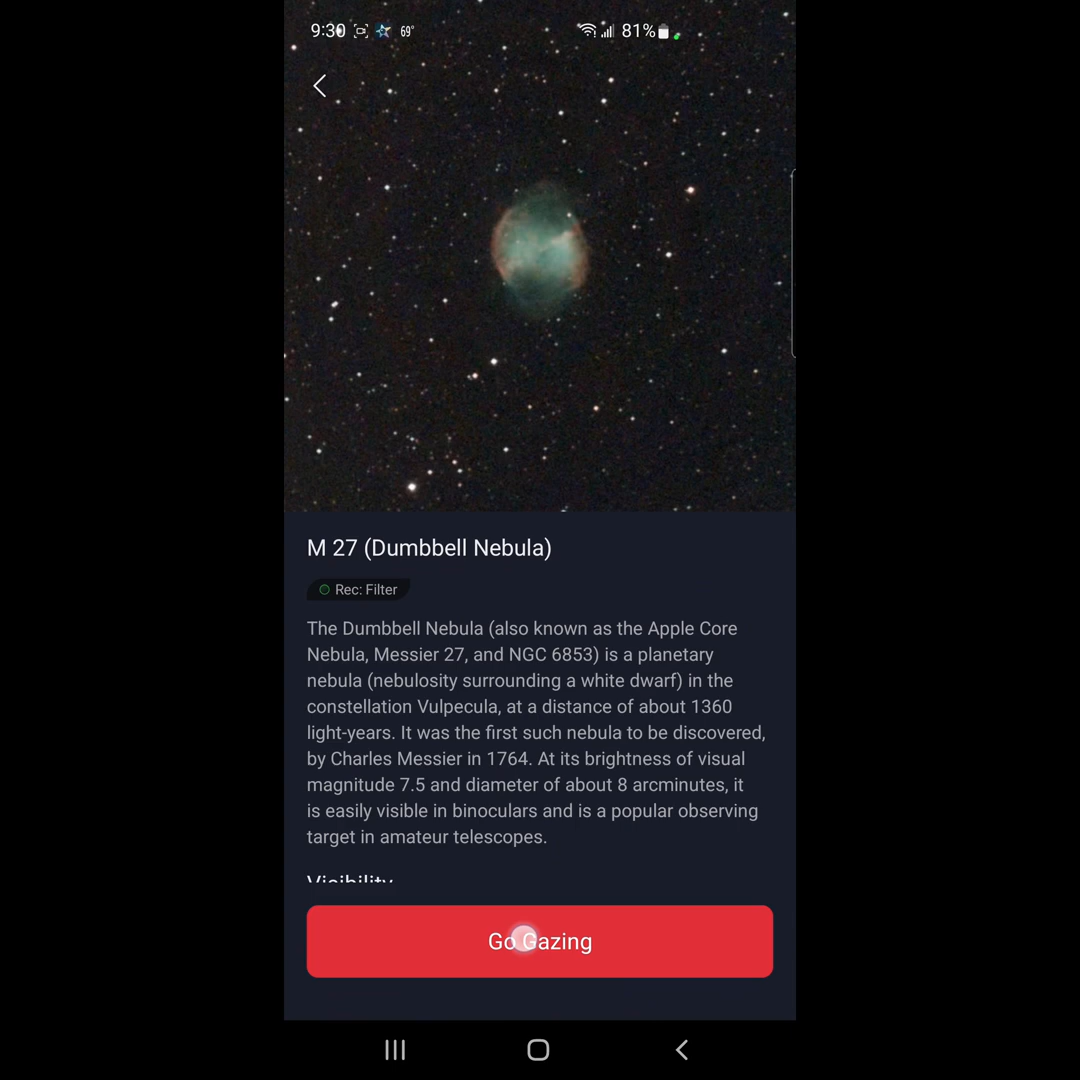 9:30 69° 81%
M 27 (Dumbbell Nebula)
Rec: Filter
The Dumbbell Nebula (also known as the Apple Core
Nebula, Messier 27, and NGC 6853) is a planetary
nebula (nebulosity surrounding a white dwarf) in the
constellation Vulpecula, at a distance of about 1360
light-years. It was the first such nebula to be discovered,
by Charles Messier in 1764. At its brightness of visual
magnitude 7.5 and diameter of about 8 arcminutes, it
is easily visible in binoculars and is a popular observing
target in amateur telescopes.
Visibility
Go Gazing